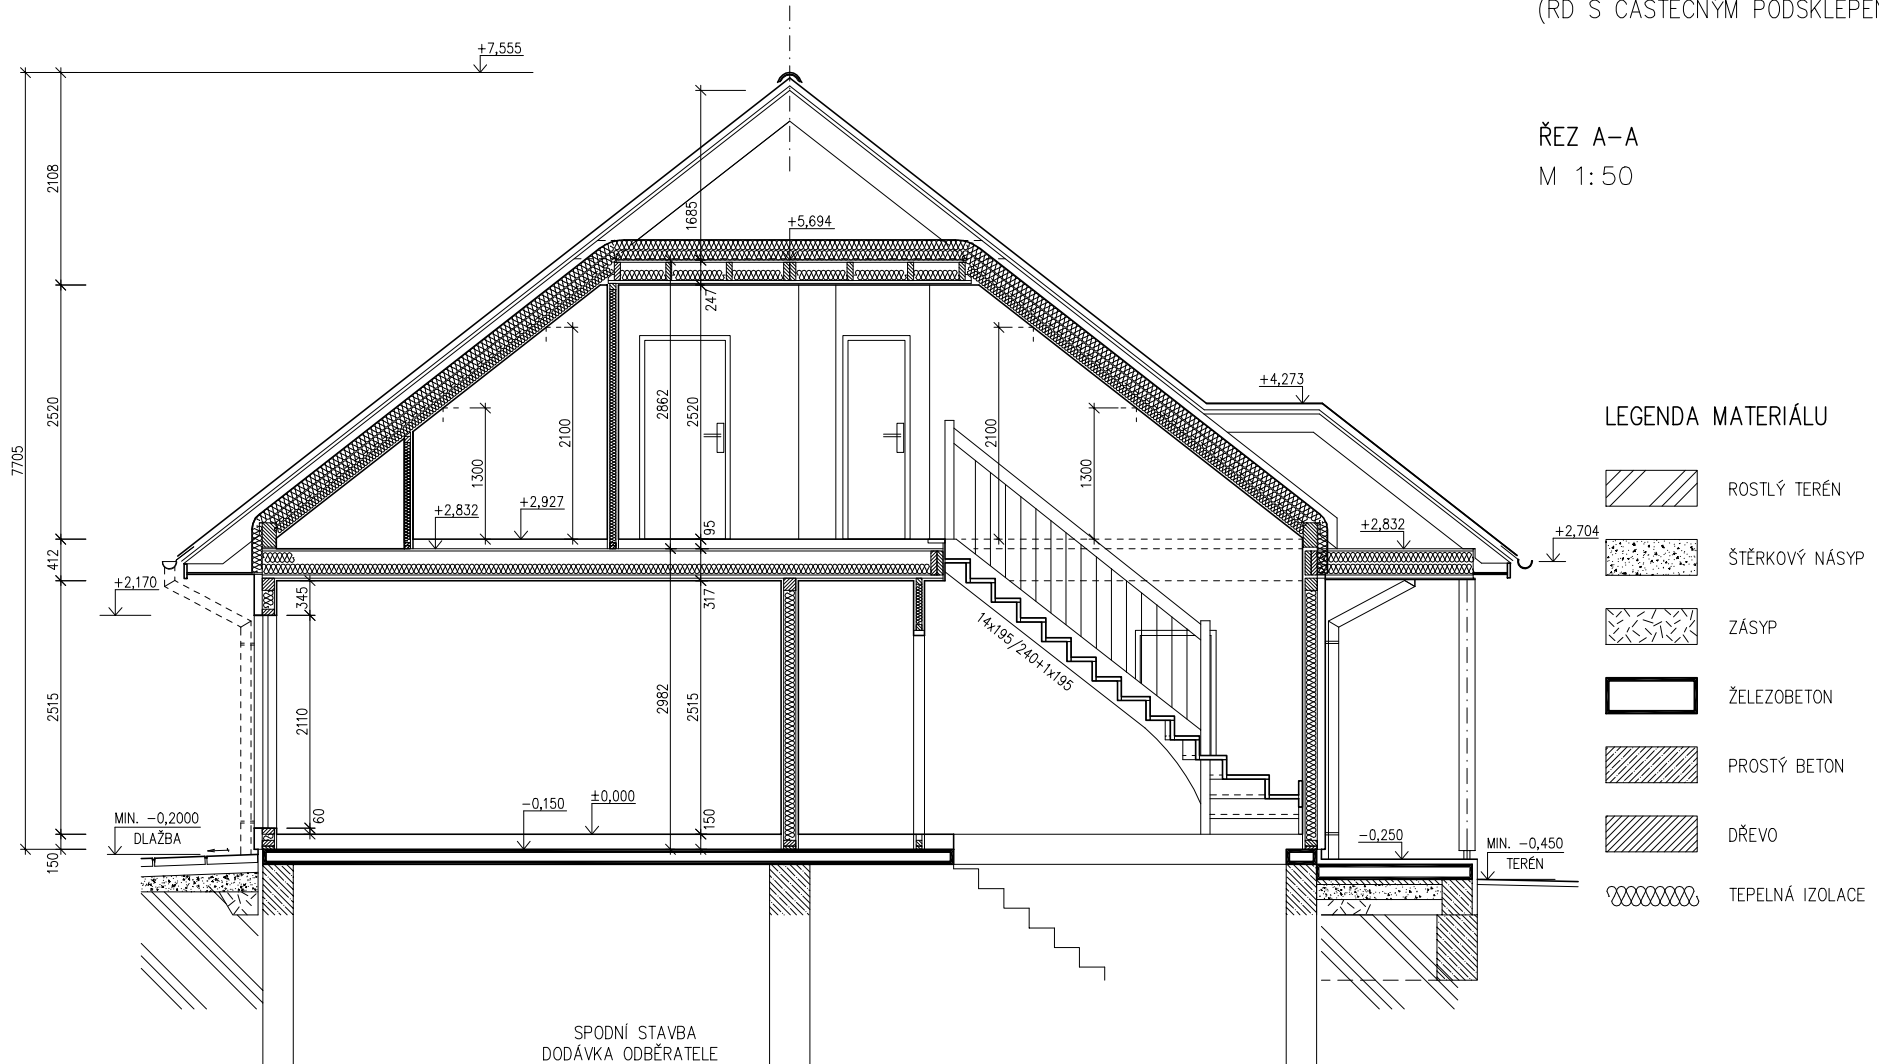 (RD S ČÁSTEČNÝM PODSKLEPEN
ŘEZ A-A
M 1:50
+7,555
2108
1685
+5,694
247
7705
2520
2862
2520
2100
1300
2100
1300
+4,273
+2,832
+2,927
95
+2,832
+2,704
412
+2,170
345
317
14x195/240+1x195
2515
2110
2982
2515
60
-0,150
±0,000
150
MIN. -0,2000
DLAŽBA
150
-0,250
MIN. -0,450
TERÉN
SPODNÍ STAVBA
DODÁVKA ODBĚRATELE
LEGENDA MATERIÁLU
ROSTLÝ TERÉN
ŠTĚRKOVÝ NÁSYP
ZÁSYP
ŽELEZOBETON
PROSTÝ BETON
DŘEVO
TEPELNÁ IZOLACE